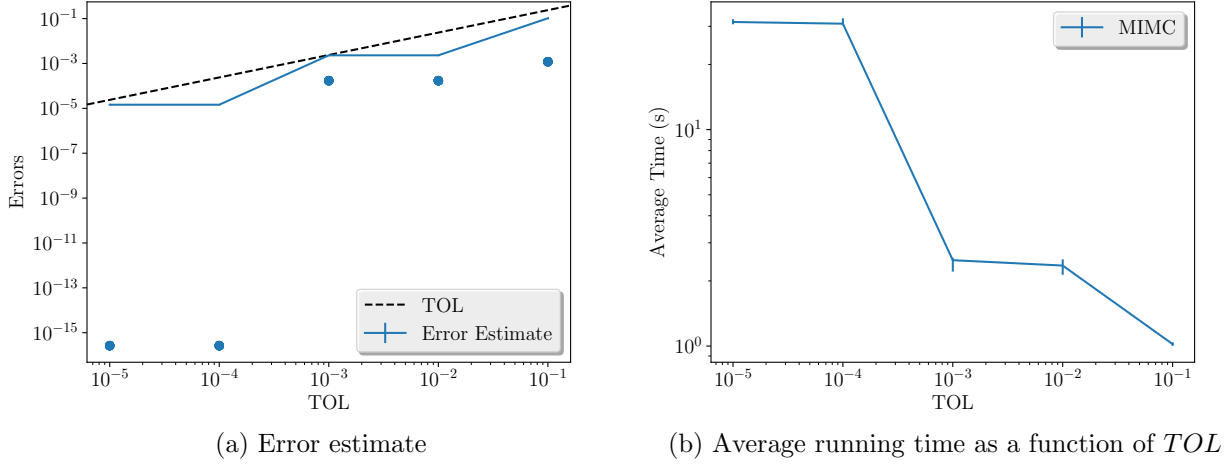 10^{-1}
10^{-3}
10^{-5}
10^{-7}
10^{-9}
10^{-11}
10^{-13}
10^{-15}
Errors
TOL
Error Estimate
10^{-5} 10^{-4} 10^{-3} 10^{-2} 10^{-1}
TOL
(a) Error estimate
MIMC
10^{1}
10^{0}
Average Time (s)
10^{-5} 10^{-4} 10^{-3} 10^{-2} 10^{-1}
TOL
(b) Average running time as a function of TOL